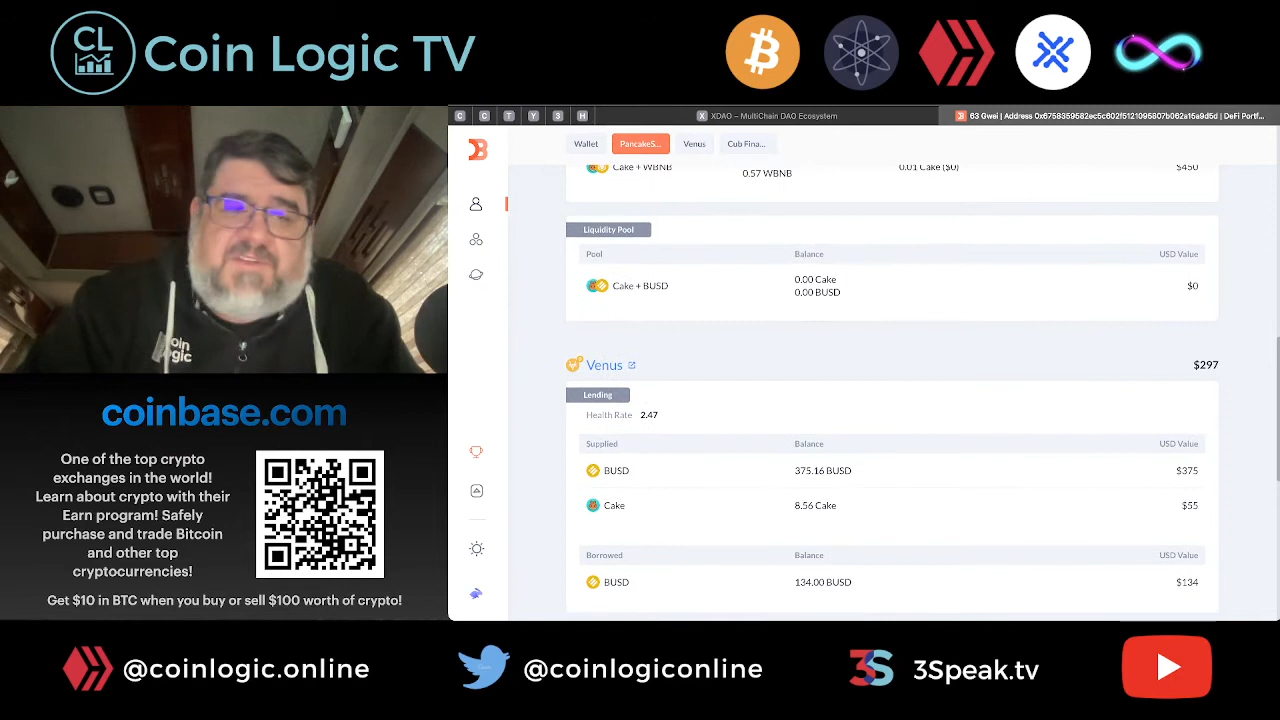 CL
Coin Logic TV
C C T Y 3 H
XDAO – MultiChain DAO Ecosystem
63 Gwei | Address 0x6758359582ec5c602f5121095807b062a15a9d5d | DeFi Portf...
Wallet
PancakeS...
Venus
Cub Fina...
Cake + WBNB
0.57 WBNB
0.01 Cake ($0)
$450
Liquidity Pool
Pool
Balance
USD Value
Cake + BUSD
0.00 Cake
0.00 BUSD
$0
Venus
$297
Lending
Health Rate 2.47
Supplied
Balance
USD Value
BUSD
375.16 BUSD
$375
Cake
8.56 Cake
$55
Borrowed
Balance
USD Value
BUSD
134.00 BUSD
$134
coin
Logic
coinbase.com
One of the top crypto
exchanges in the world!
Learn about crypto with their
Earn program! Safely
purchase and trade Bitcoin
and other top
cryptocurrencies!
Get $10 in BTC when you buy or sell $100 worth of crypto!
@coinlogic.online
@coinlogiconline
3S
3Speak.tv